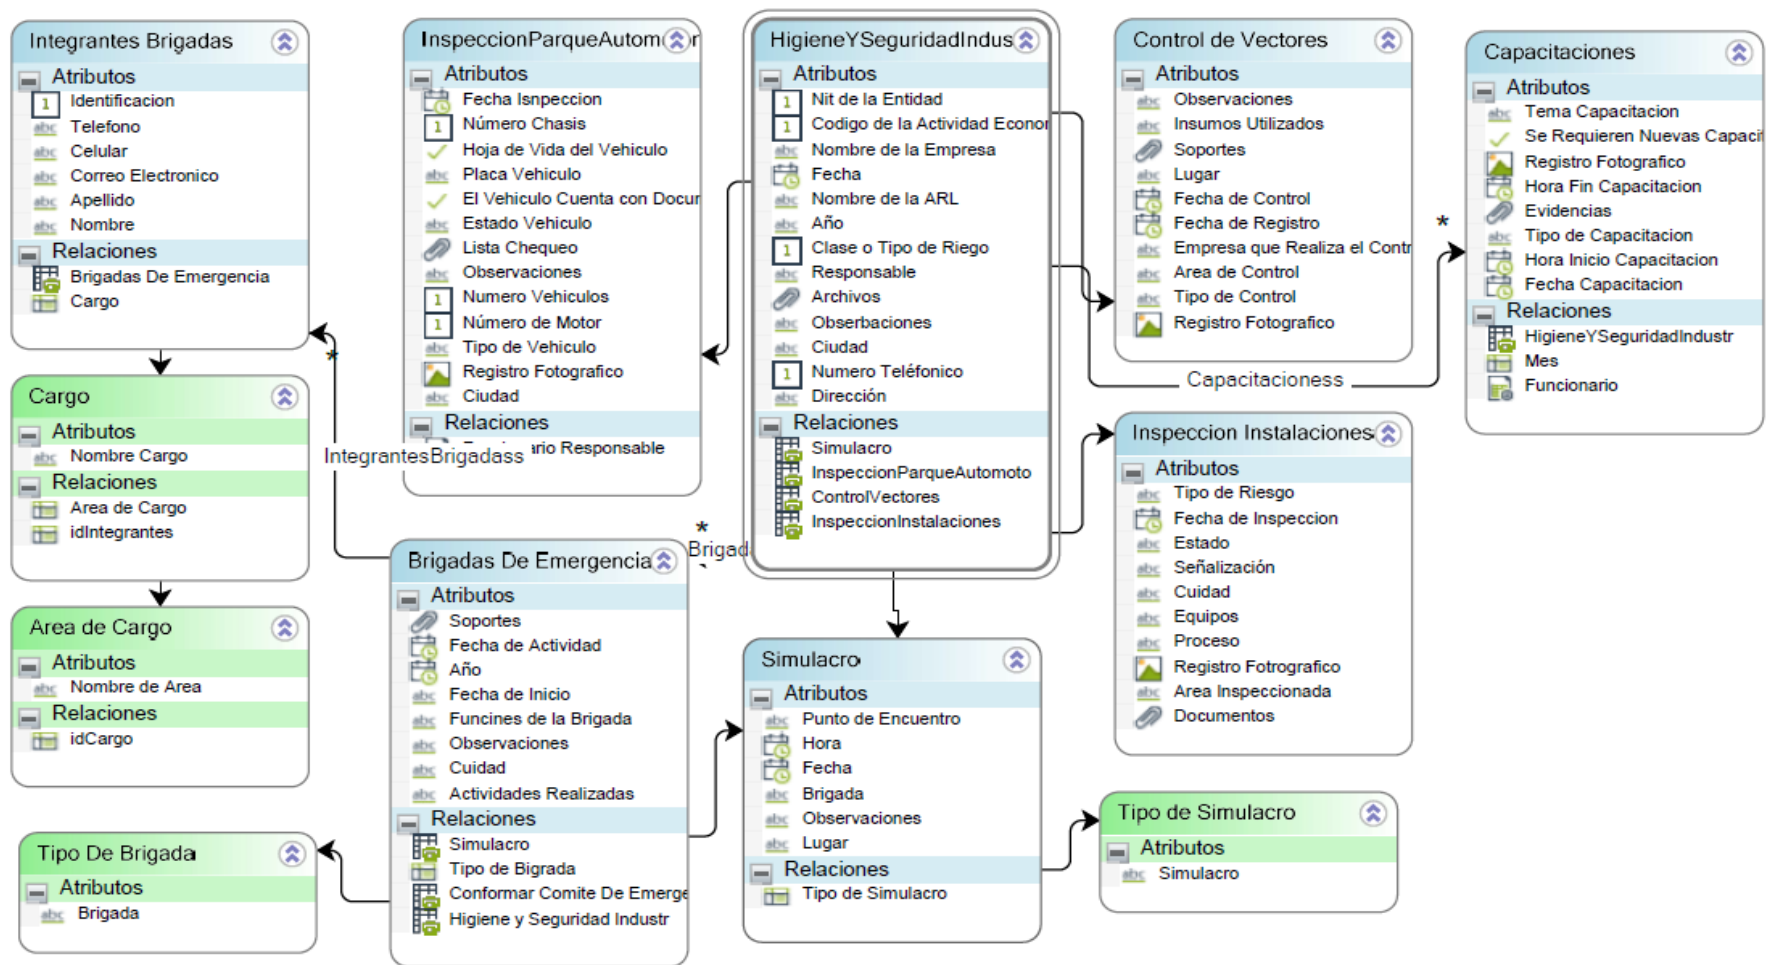 Integrantes Brigadas
Atributos
Identificacion
Telefono
Celular
Correo Electronico
Apellido
Nombre
Relaciones
Brigadas De Emergencia
Cargo
Cargo
Atributos
Nombre Cargo
Relaciones
Area de Cargo
idIntegrantes
Area de Cargo
Atributos
Nombre de Area
Relaciones
idCargo
Tipo De Brigada
Atributos
Brigada
InspeccionParqueAutomo
Atributos
Fecha Isnpeccion
Número Chasis
Hoja de Vida del Vehiculo
Placa Vehiculo
El Vehiculo Cuenta con Docur
Estado Vehiculo
Lista Chequeo
Observaciones
Numero Vehiculos
Número de Motor
Tipo de Vehiculo
Registro Fotografico
Ciudad
Relaciones
ario Responsable
*
IntegrantesBrigadass
Brigadas De Emergencia
Atributos
Soportes
Fecha de Actividad
Año
Fecha de Inicio
Funcines de la Brigada
Observaciones
Cuidad
Actividades Realizadas
Relaciones
Simulacro
Tipo de Bigrada
Conformar Comite De Emerge
Higiene y Seguridad Industr
*
Brigad
HigieneYSeguridadIndus
Atributos
Nit de la Entidad
Codigo de la Actividad Econor
Nombre de la Empresa
Fecha
Nombre de la ARL
Año
Clase o Tipo de Riego
Responsable
Archivos
Obserbaciones
Ciudad
Numero Teléfonico
Dirección
Relaciones
Simulacro
InspeccionParqueAutomoto
ControlVectores
InspeccionInstalaciones
Simulacro
Atributos
Punto de Encuentro
Hora
Fecha
Brigada
Observaciones
Lugar
Relaciones
Tipo de Simulacro
Control de Vectores
Atributos
Observaciones
Insumos Utilizados
Soportes
Lugar
Fecha de Control
Fecha de Registro
Empresa que Realiza el Contr
Area de Control
Tipo de Control
Registro Fotografico
Capacitacioness
*
Inspeccion Instalaciones
Atributos
Tipo de Riesgo
Fecha de Inspeccion
Estado
Señalización
Cuidad
Equipos
Proceso
Registro Fotrografico
Area Inspeccionada
Documentos
Tipo de Simulacro
Atributos
Simulacro
Capacitaciones
Atributos
Tema Capacitacion
Se Requieren Nuevas Capacit
Registro Fotografico
Hora Fin Capacitacion
Evidencias
Tipo de Capacitacion
Hora Inicio Capacitacion
Fecha Capacitacion
Relaciones
HigieneYSeguridadIndustr
Mes
Funcionario